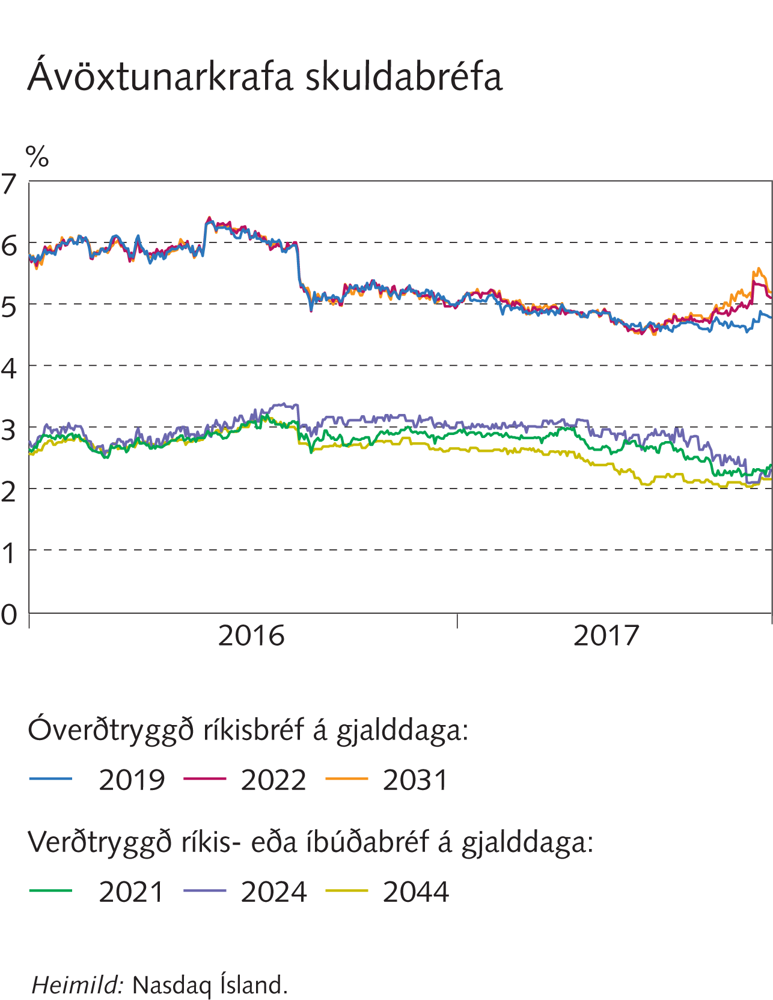 Ávöxtunarkrafa skuldabréfa
%
7
6
5
4
3
2
1
0
2016 2017
Óverðtryggð ríkisbréf á gjalddaga:
2019 2022 2031
Verðtryggð ríkis- eða íbúðabréf á gjalddaga:
2021 2024 2044
Heimild: Nasdaq Ísland.